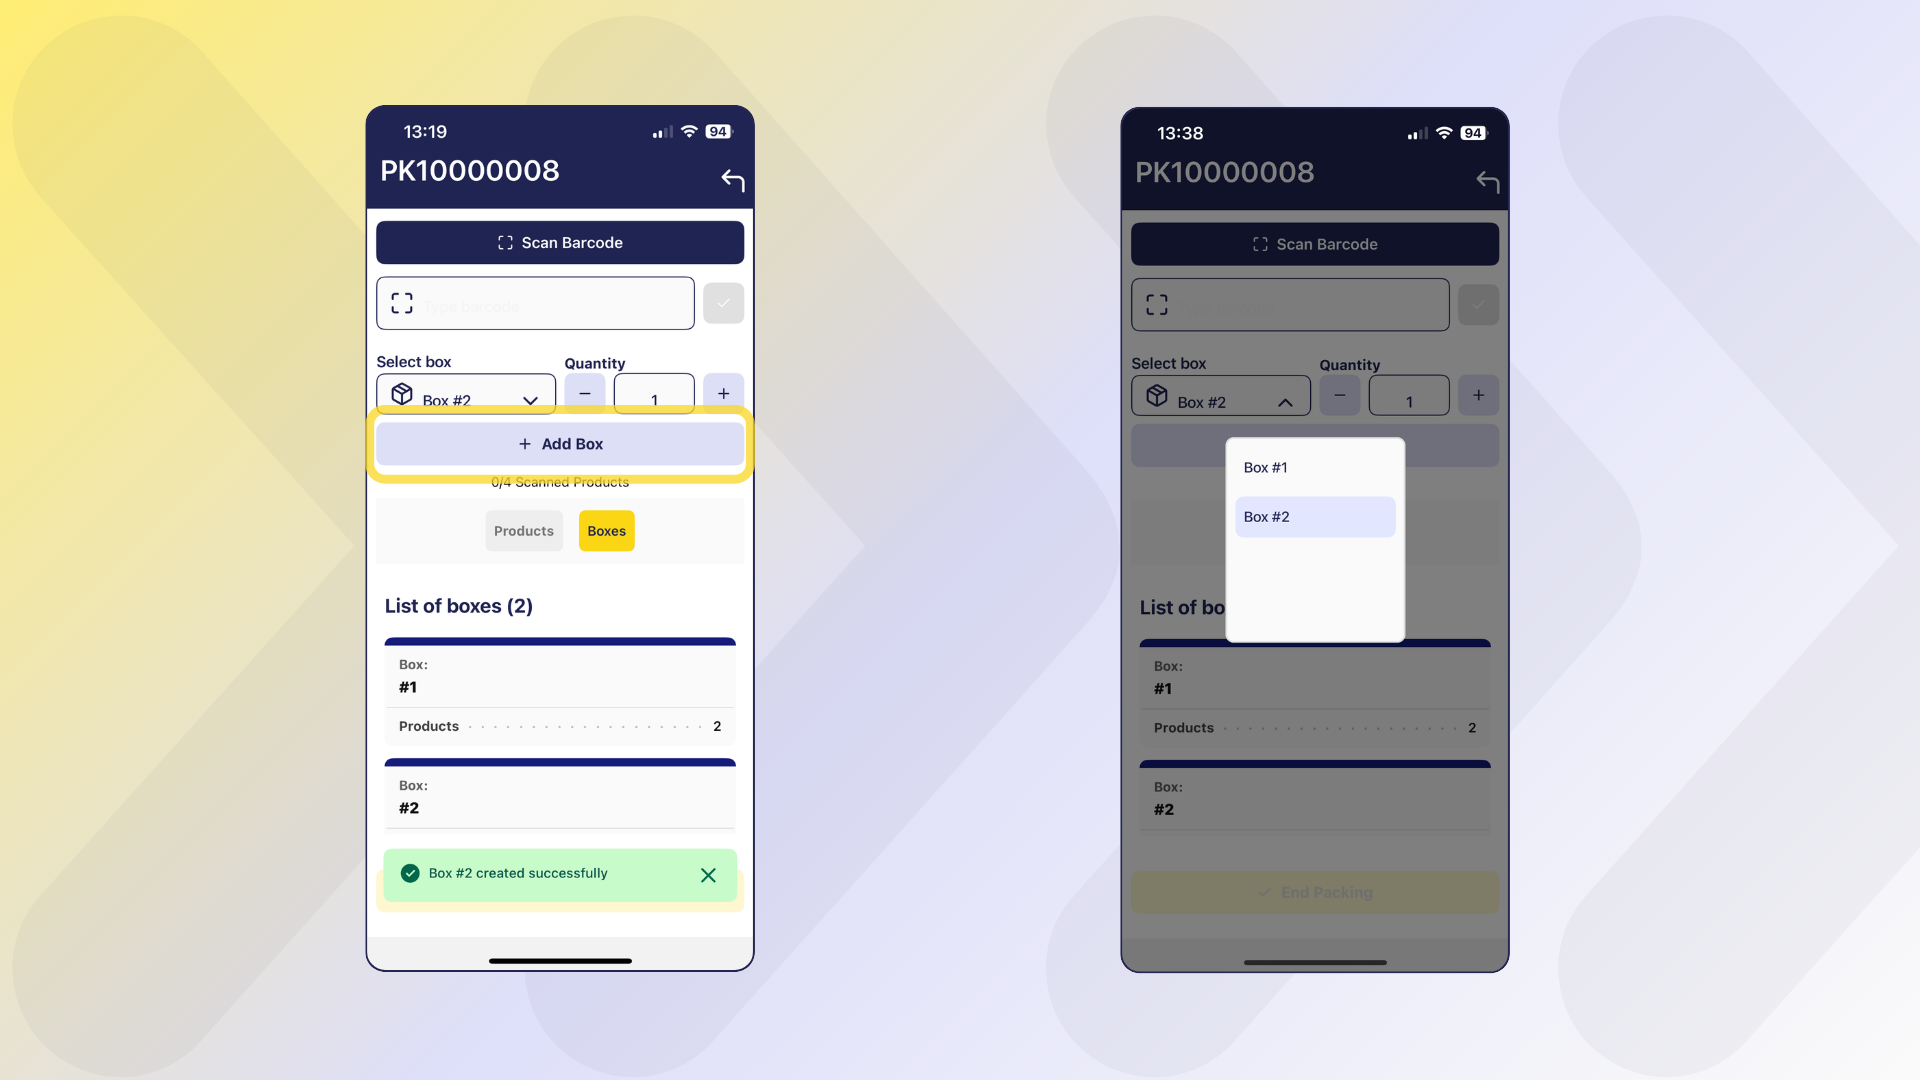 13:19
94
PK10000008
Scan Barcode
Type barcode
Select box
Quantity
Box #2
1
Add Box
0/4 Scanned Products
Products
Boxes
List of boxes (2)
Box:
#1
Products 2
Box:
#2
Box #2 created successfully
13:38
94
PK10000008
Scan Barcode
Select box
Quantity
Box #2
1
Box #1
Box #2
List of bo
Box:
#1
Products 2
Box:
#2
End Packing